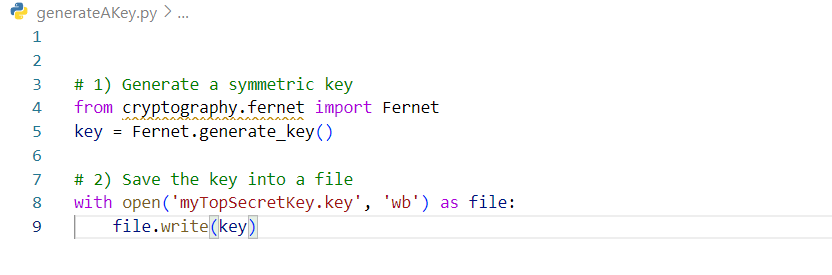 generateAKey.py > ...
1
2
3 # 1) Generate a symmetric key
4 from cryptography.fernet import Fernet
5 key = Fernet.generate_key()
6
7 # 2) Save the key into a file
8 with open('myTopSecretKey.key', 'wb') as file:
9     file.write(key)